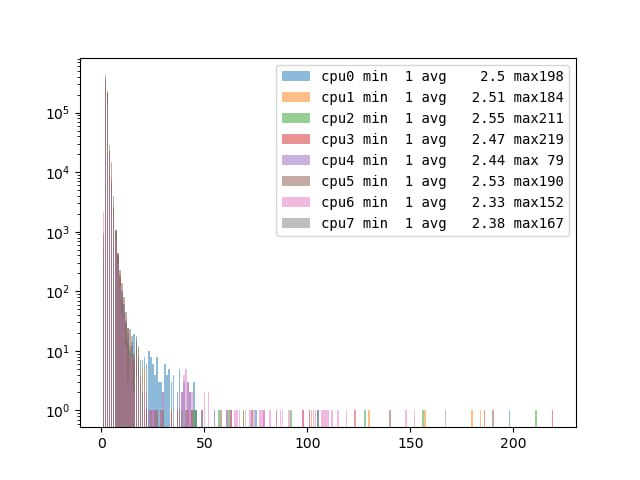 cpu0 min  1 avg    2.5 max198
cpu1 min  1 avg   2.51 max184
cpu2 min  1 avg   2.55 max211
cpu3 min  1 avg   2.47 max219
cpu4 min  1 avg   2.44 max 79
cpu5 min  1 avg   2.53 max190
cpu6 min  1 avg   2.33 max152
cpu7 min  1 avg   2.38 max167
10⁵
10⁴
10³
10²
10¹
10⁰
0 50 100 150 200